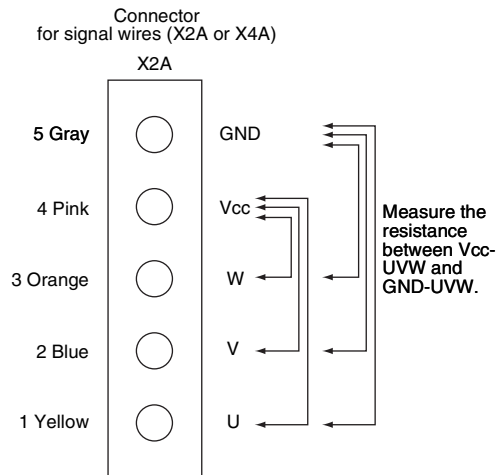 Connector
for signal wires (X2A or X4A)
X2A
5 Gray GND
4 Pink Vcc
3 Orange W
2 Blue V
1 Yellow U
Measure the
resistance
between Vcc-
UVW and
GND-UVW.